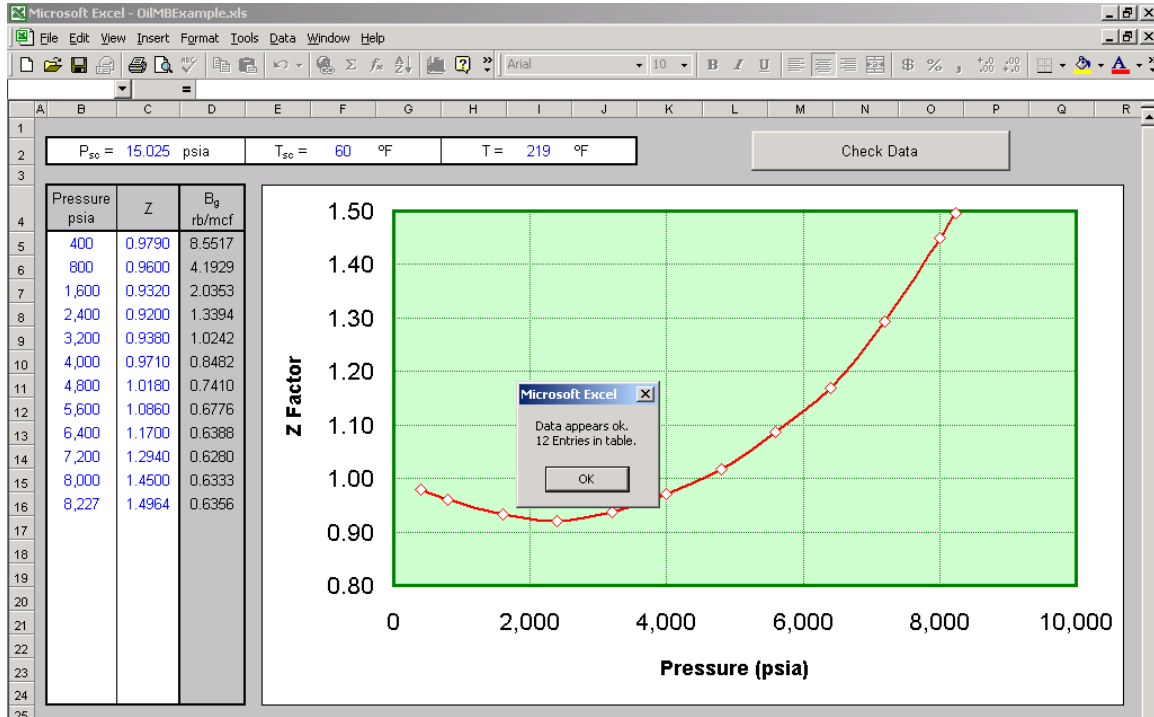 Microsoft Excel - OilMBExample.xls
File Edit View Insert Format Tools Data Window Help
Arial 10 B I U $ % ,
=
A B C D E F G H I J K L M N O P Q R
1
2 Psc = 15.025 psia Tsc = 60 ºF T = 219 ºF Check Data
3
4 Pressure psia Z Bg rb/mcf
5 400 0.9790 8.5517
6 800 0.9600 4.1929
7 1,600 0.9320 2.0353
8 2,400 0.9200 1.3394
9 3,200 0.9380 1.0242
10 4,000 0.9710 0.8482
11 4,800 1.0180 0.7410
12 5,600 1.0860 0.6776
13 6,400 1.1700 0.6388
14 7,200 1.2940 0.6280
15 8,000 1.4500 0.6333
16 8,227 1.4964 0.6356
17
18
19
20
21
22
23
24
25
1.50
1.40
1.30
1.20
1.10
1.00
0.90
0.80
Z Factor
0 2,000 4,000 6,000 8,000 10,000
Pressure (psia)
Microsoft Excel
Data appears ok.
12 Entries in table.
OK